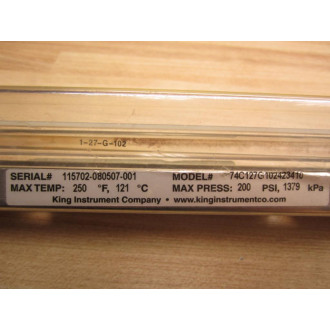 1-27-G-102
SERIAL# 115702-080507-001 MODEL# 74C127G102423410
MAX TEMP: 250 °F, 121 °C MAX PRESS: 200 PSI, 1379 kPa
King Instrument Company • www.kinginstrumentco.com